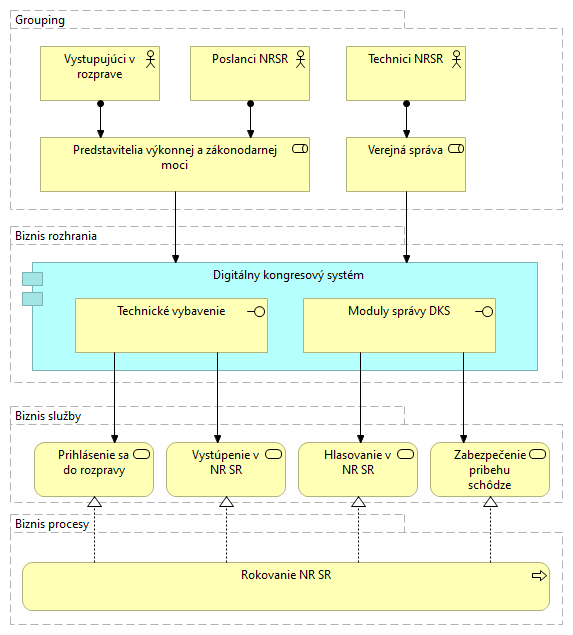 Grouping
Vystupujúci v
rozprave
Poslanci NRSR
Technici NRSR
Predstavitelia výkonnej a zákonodarnej
moci
Verejná správa
Biznis rozhrania
Digitálny kongresový systém
Technické vybavenie
Moduly správy DKS
Biznis služby
Prihlásenie sa
do rozpravy
Vystúpenie v
NR SR
Hlasovanie v
NR SR
Zabezpečenie
pribehu
schôdze
Biznis procesy
Rokovanie NR SR